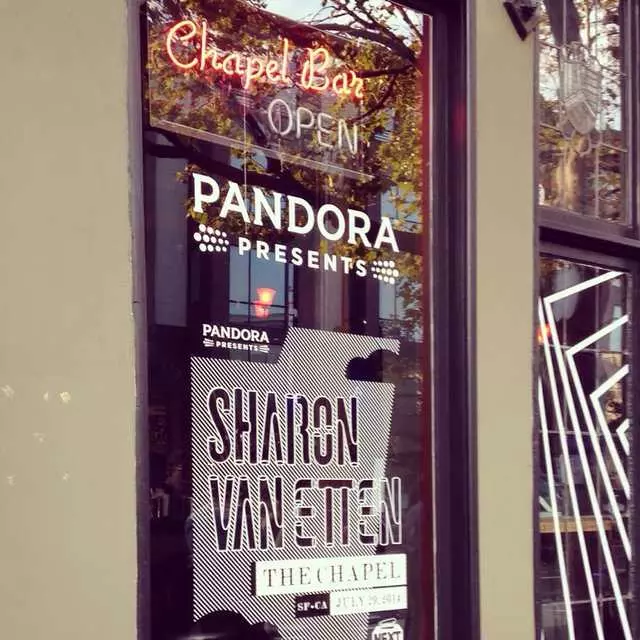 Chapel Bar
OPEN
PANDORA
PRESENTS
PANDORA
PRESENTS
SHARON
VAN ETTEN
THE CHAPEL
SF•CA JULY 29, 2014
NEXT